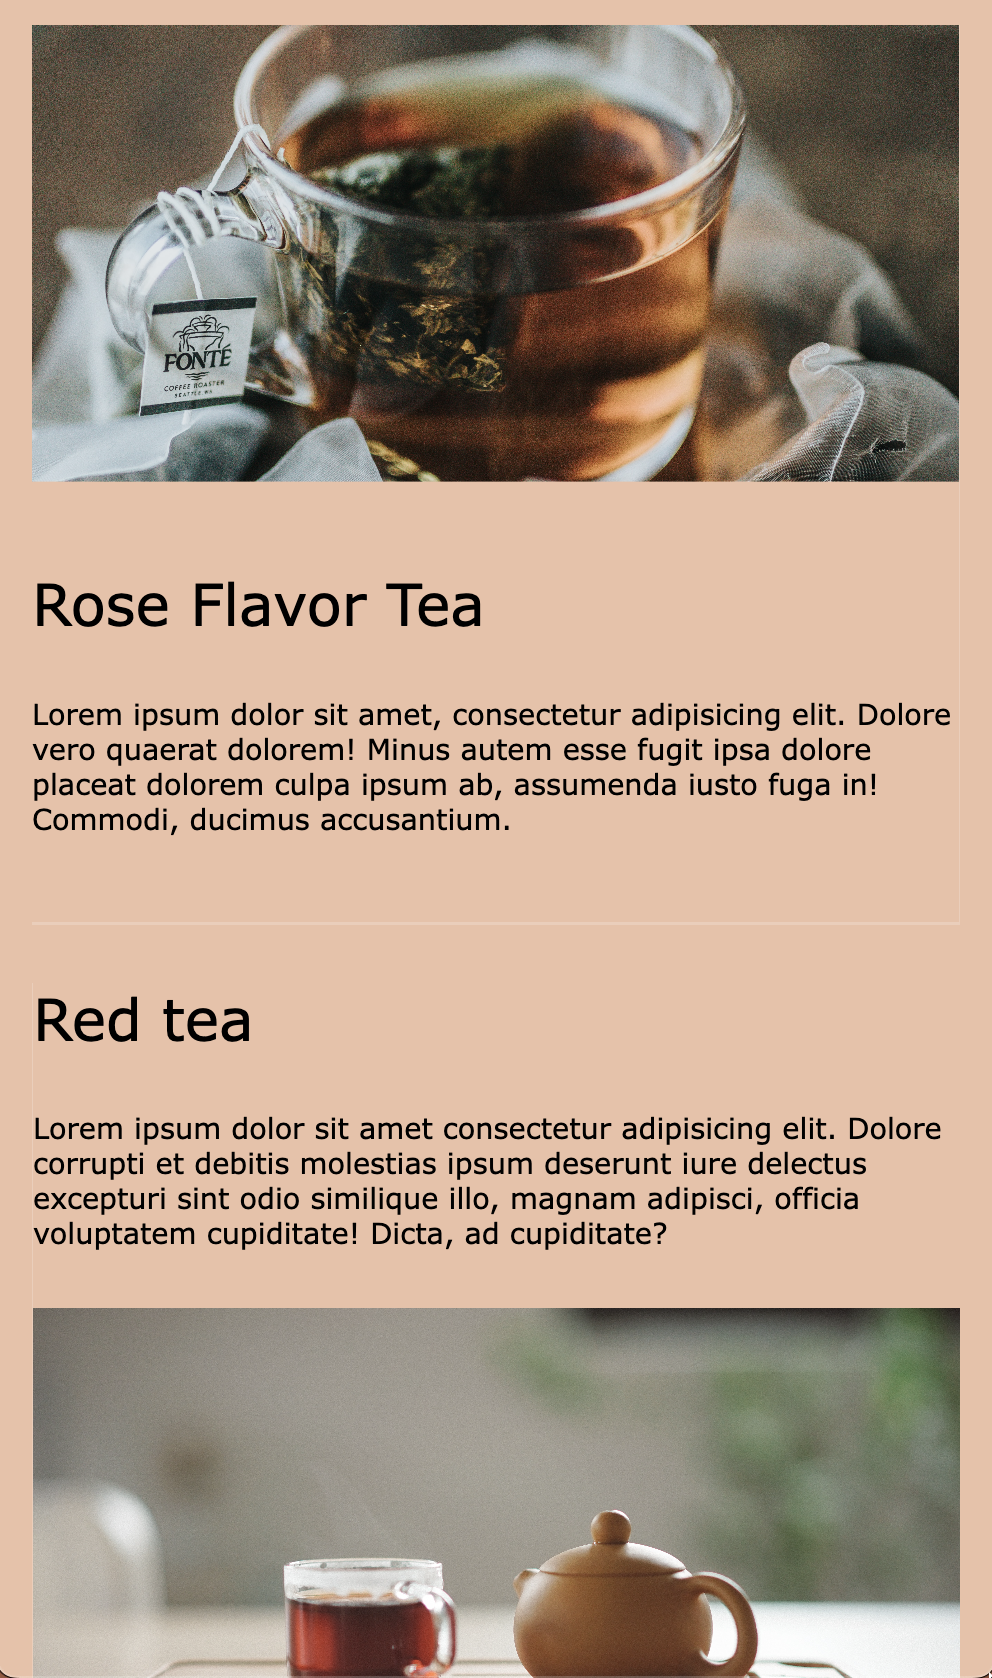 FONTÉ
COFFEE ROASTER
SEATTLE WA
Rose Flavor Tea
Lorem ipsum dolor sit amet, consectetur adipisicing elit. Dolore
vero quaerat dolorem! Minus autem esse fugit ipsa dolore
placeat dolorem culpa ipsum ab, assumenda iusto fuga in!
Commodi, ducimus accusantium.
Red tea
Lorem ipsum dolor sit amet consectetur adipisicing elit. Dolore
corrupti et debitis molestias ipsum deserunt iure delectus
excepturi sint odio similique illo, magnam adipisci, officia
voluptatem cupiditate! Dicta, ad cupiditate?